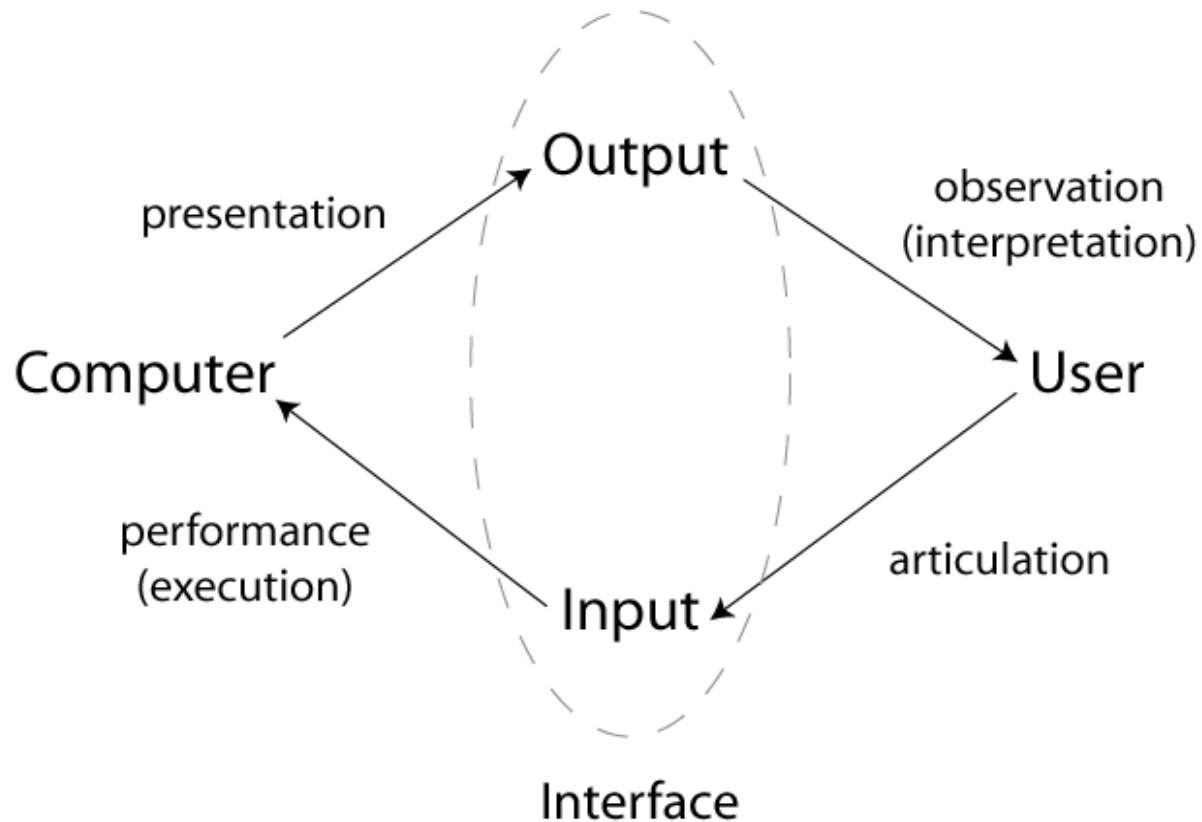 Output
observation
(interpretation)
presentation
Computer
User
performance
(execution)
articulation
Input
Interface